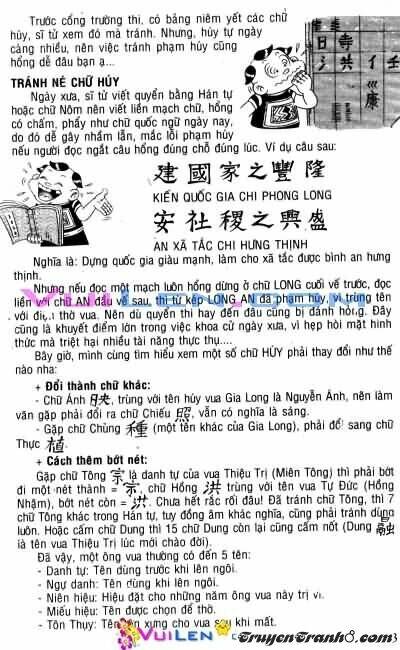 Trước cổng trường thi, có bảng niêm yết các chữ
húy, sĩ tử xem đó mà tránh. Nhưng, húy tự ngày
càng nhiều, nên việc tránh phạm húy cũng
hổng dễ đâu bạn ạ...
TRÁNH NÉ CHỮ HÚY
Ngày xưa, sĩ tử viết quyển bằng Hán tự
hoặc chữ Nôm nên viết liền mạch chữ, hổng
có chấm, phẩy như chữ quốc ngữ ngày nay,
do đó dễ gây nhầm lẫn, mắc lỗi phạm húy
nếu người đọc ngắt câu hổng đúng chỗ đúng lúc. Ví dụ câu sau:
建國家之豐隆
KIẾN QUỐC GIA CHI PHONG LONG
安社稷之興盛
AN XÃ TẮC CHI HƯNG THỊNH
Nghĩa là: Dựng quốc gia giàu mạnh, làm cho xã tắc được bình an hưng
thịnh.
Nhưng nếu đọc một mạch luôn hổng dừng ở chữ LONG cuối vế trước, đọc
liền với chữ AN đầu vế sau, thì từ kép LONG AN đã phạm húy, vì trùng tên
với điện thờ vua. Nên dù quyển thi hay đến đâu cũng bị đánh hỏng. Đây
cũng là khuyết điểm lớn trong việc khoa cử ngày xưa, vì hẹp hòi mặt hình
thức mà triệt hại nhiều tài năng thực thụ....
Bây giờ, mình cùng tìm hiểu xem một số chữ HÚY phải thay đổi như thế
nào nha:
+ Đổi thành chữ khác:
- Chữ Ánh 映, trùng với tên húy vua Gia Long là Nguyễn Ánh, nên làm
văn gặp phải đổi ra chữ Chiếu 照, vẫn có nghĩa là sáng.
- Gặp chữ Chủng 種 (một tên khác của Gia Long), phải đổi sang chữ
Thực 植
+ Cách thêm bớt nét:
Gặp chữ Tông 宗 là danh tự của vua Thiệu Trị (Miên Tông) thì phải bớt
đi một nét thành = , chữ Hồng 洪 trùng với tên vua Tự Đức (Hồng
Nhậm), bớt nét còn = . Chưa hết rắc rối đâu! Đã tránh chữ Tông, thì 7
chữ Tông khác trong Hán tự, tuy đồng âm khác nghĩa, cũng phải tránh dùng
luôn. Hoặc cấm chữ Dung thì 15 chữ Dung còn lại cũng cấm nốt (Dung 融
là tên vua Thiệu Trị lúc mới chào đời).
Đã vậy, một ông vua thường có đến 5 tên:
- Danh tự: Tên dùng trước khi lên ngôi.
- Ngự danh: Tên dùng khi lên ngôi.
- Niên hiệu: Hiệu đặt cho những năm ông vua này trị vì.
- Miếu hiệu: Tên được chọn để thờ.
- Tôn Thụy: Tên tôn xưng cho vua sau khi mất.
VUILEN
TruyenTranh8.com